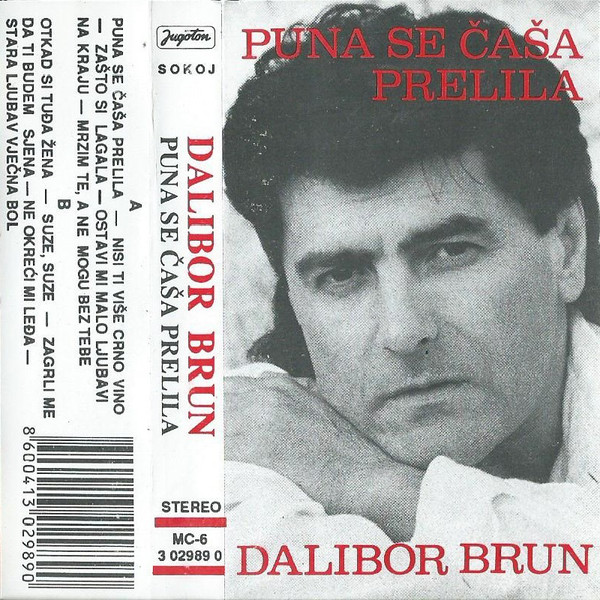 PUNA SE ČAŠA
PRELILA
DALIBOR BRUN
Jugoton
SOKOJ
DALIBOR BRUN
PUNA SE ČAŠA PRELILA
STEREO
MC-6
3 02989 0
A
PUNA SE ČAŠA PRELILA — NISI TI VIŠE CRNO VINO
— ZAŠTO SI LAGALA — OSTAVI MI MALO LJUBAVI
NA KRAJU — MRZIM TE, A NE MOGU BEZ TEBE
B
OTKAD SI TUĐA ŽENA — SUZE, SUZE — ZAGRLI ME
DA TI BUDEM SJENA — NE OKREĆI MI LEĐA —
STARA LJUBAV VJEČNA BOL
8 600413 029890